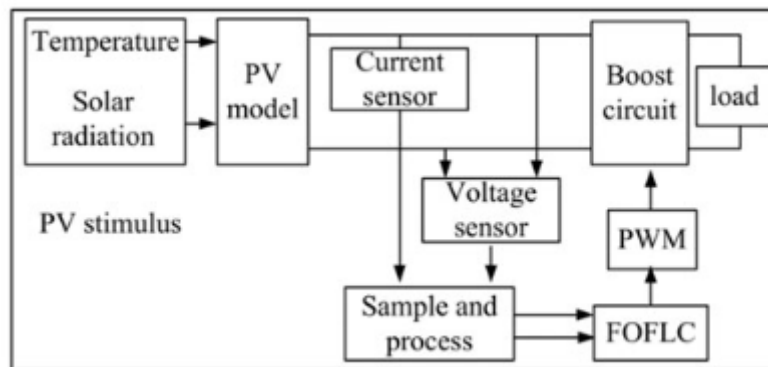 Temperature
Solar
radiation
PV
model
Current
sensor
Boost
circuit
load
Voltage
sensor
PV stimulus
PWM
Sample and
process
FOFLC